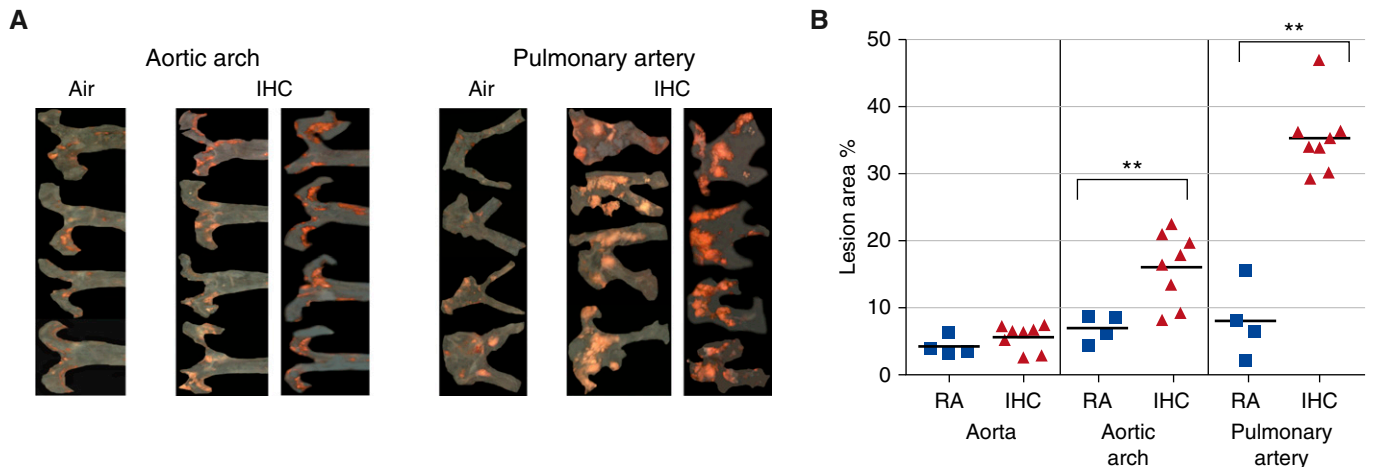 A
Aortic arch
Air
IHC
Pulmonary artery
Air
IHC
B
Lesion area %
50
40
30
20
10
0
**
**
RA
IHC
RA
IHC
RA
IHC
Aorta
Aortic
arch
Pulmonary
artery